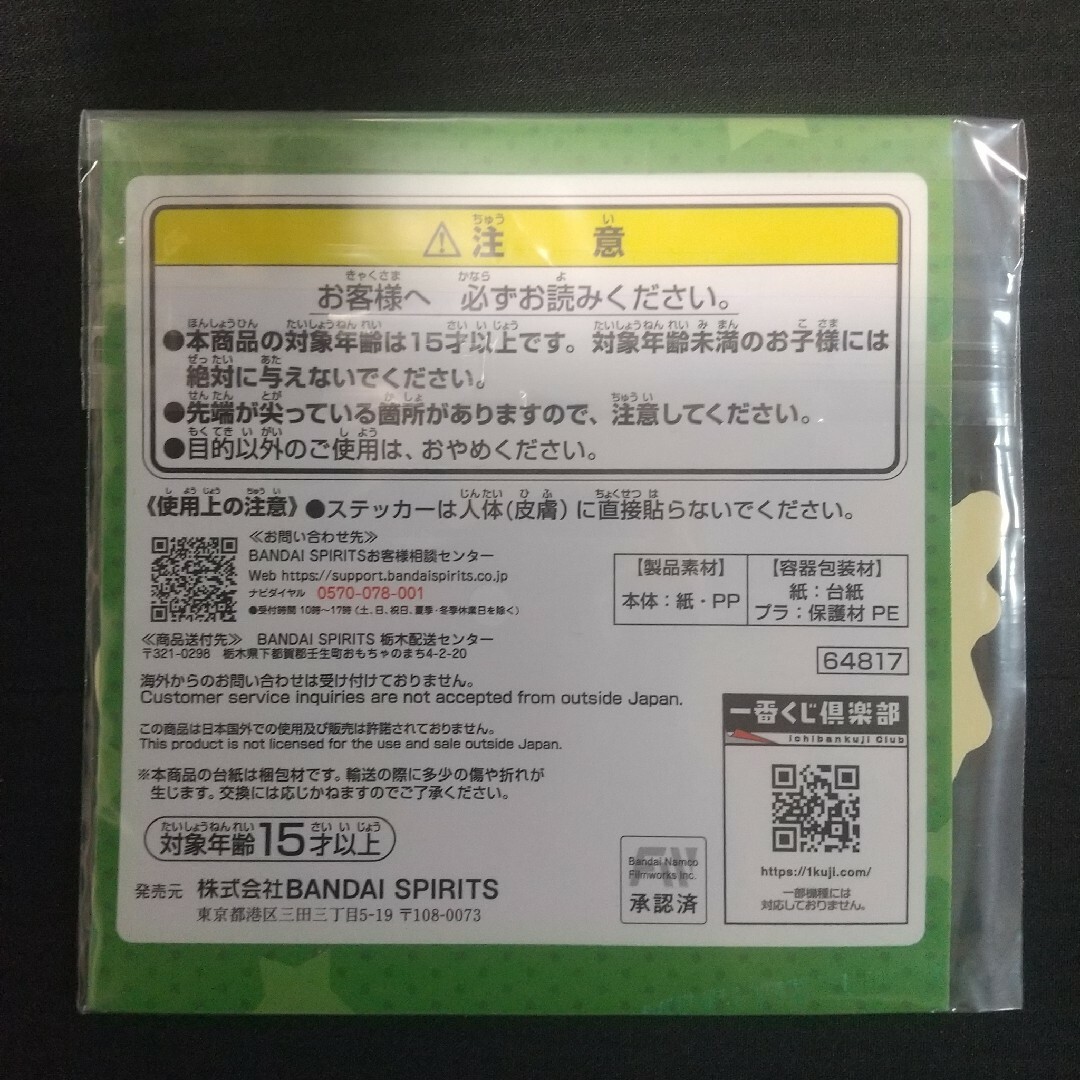 ⚠注 意
お客様へ 必ずお読みください。
●本商品の対象年齢は15才以上です。対象年齢未満のお子様には
絶対に与えないでください。
●先端が尖っている箇所がありますので、注意してください。
●目的以外のご使用は、おやめください。
《使用上の注意》●ステッカーは人体(皮膚)に直接貼らないでください。
≪お問い合わせ先≫
BANDAI SPIRITSお客様相談センター
Web https://support.bandaispirits.co.jp
ナビダイヤル 0570-078-001
●受付時間 10時〜17時(土、日、祝日、夏季・冬季休業日を除く)
≪商品送付先≫ BANDAI SPIRITS 栃木配送センター
〒321-0298 栃木県下都賀郡壬生町おもちゃのまち4-2-20
【製品素材】
本体:紙・PP
【容器包装材】
紙:台紙
プラ:保護材 PE
64817
海外からのお問い合わせは受け付けておりません。
Customer service inquiries are not accepted from outside Japan.
この商品は日本国外での使用及び販売は許諾されておりません。
This product is not licensed for the use and sale outside Japan.
※本商品の台紙は梱包材です。輸送の際に多少の傷や折れが
生じます。交換には応じかねますのでご了承ください。
対象年齢15才以上
発売元 株式会社BANDAI SPIRITS
東京都港区三田三丁目5-19 〒108-0073
Bandai Namco
Filmworks Inc.
承認済
一番くじ倶楽部
Ichibankuji Club
https://1kuji.com/
一部機種には
対応しておりません。